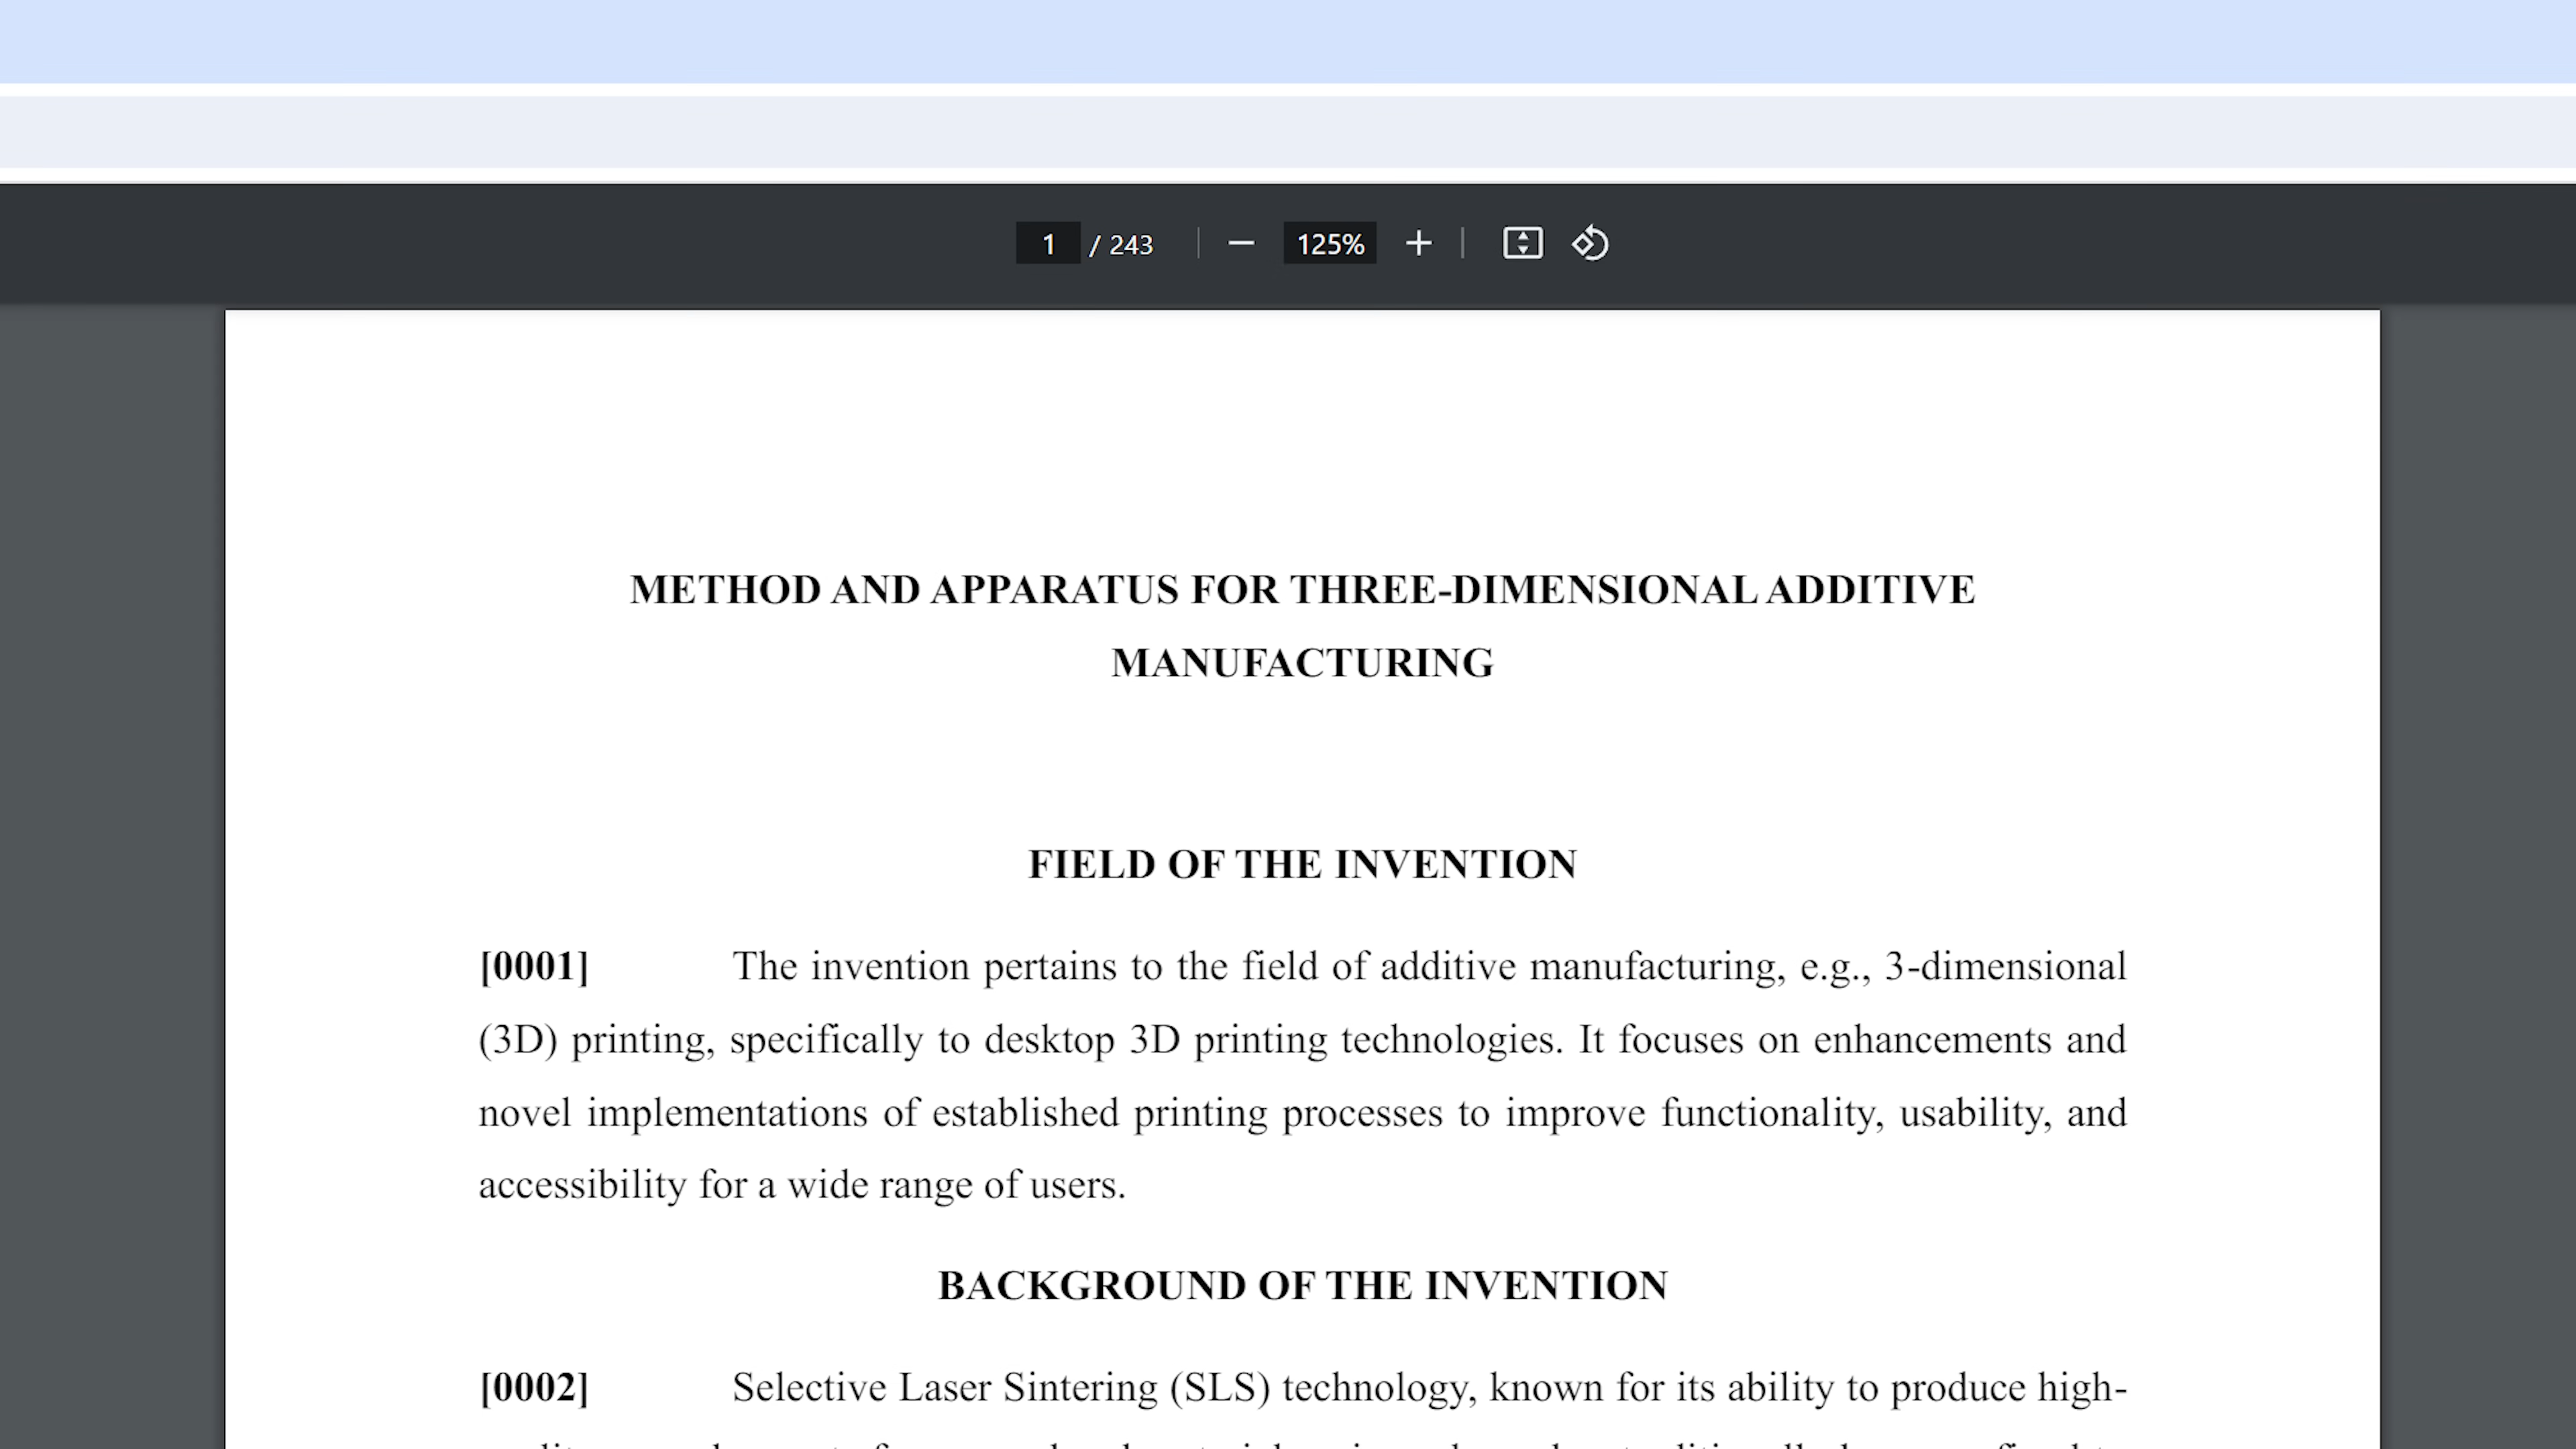 1 / 243 125%
METHOD AND APPARATUS FOR THREE-DIMENSIONAL ADDITIVE
MANUFACTURING
FIELD OF THE INVENTION
[0001] The invention pertains to the field of additive manufacturing, e.g., 3-dimensional
(3D) printing, specifically to desktop 3D printing technologies. It focuses on enhancements and
novel implementations of established printing processes to improve functionality, usability, and
accessibility for a wide range of users.
BACKGROUND OF THE INVENTION
[0002] Selective Laser Sintering (SLS) technology, known for its ability to produce high-